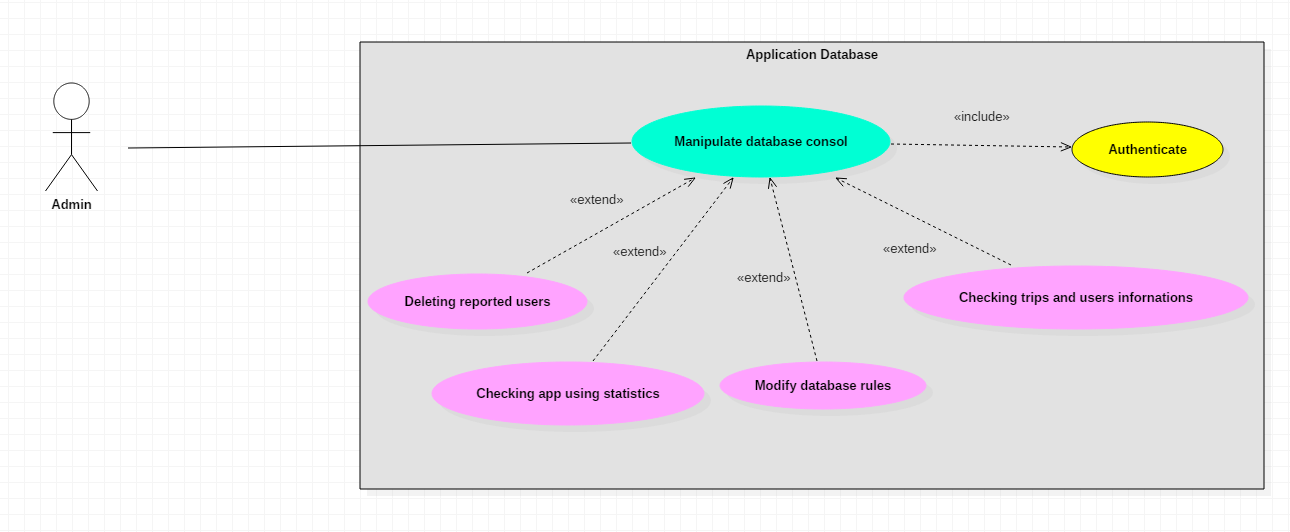 Application Database
«include»
Manipulate database consol
Authenticate
«extend»
Admin
«extend»
«extend»
«extend»
Deleting reported users
Checking trips and users infornations
Checking app using statistics
Modify database rules